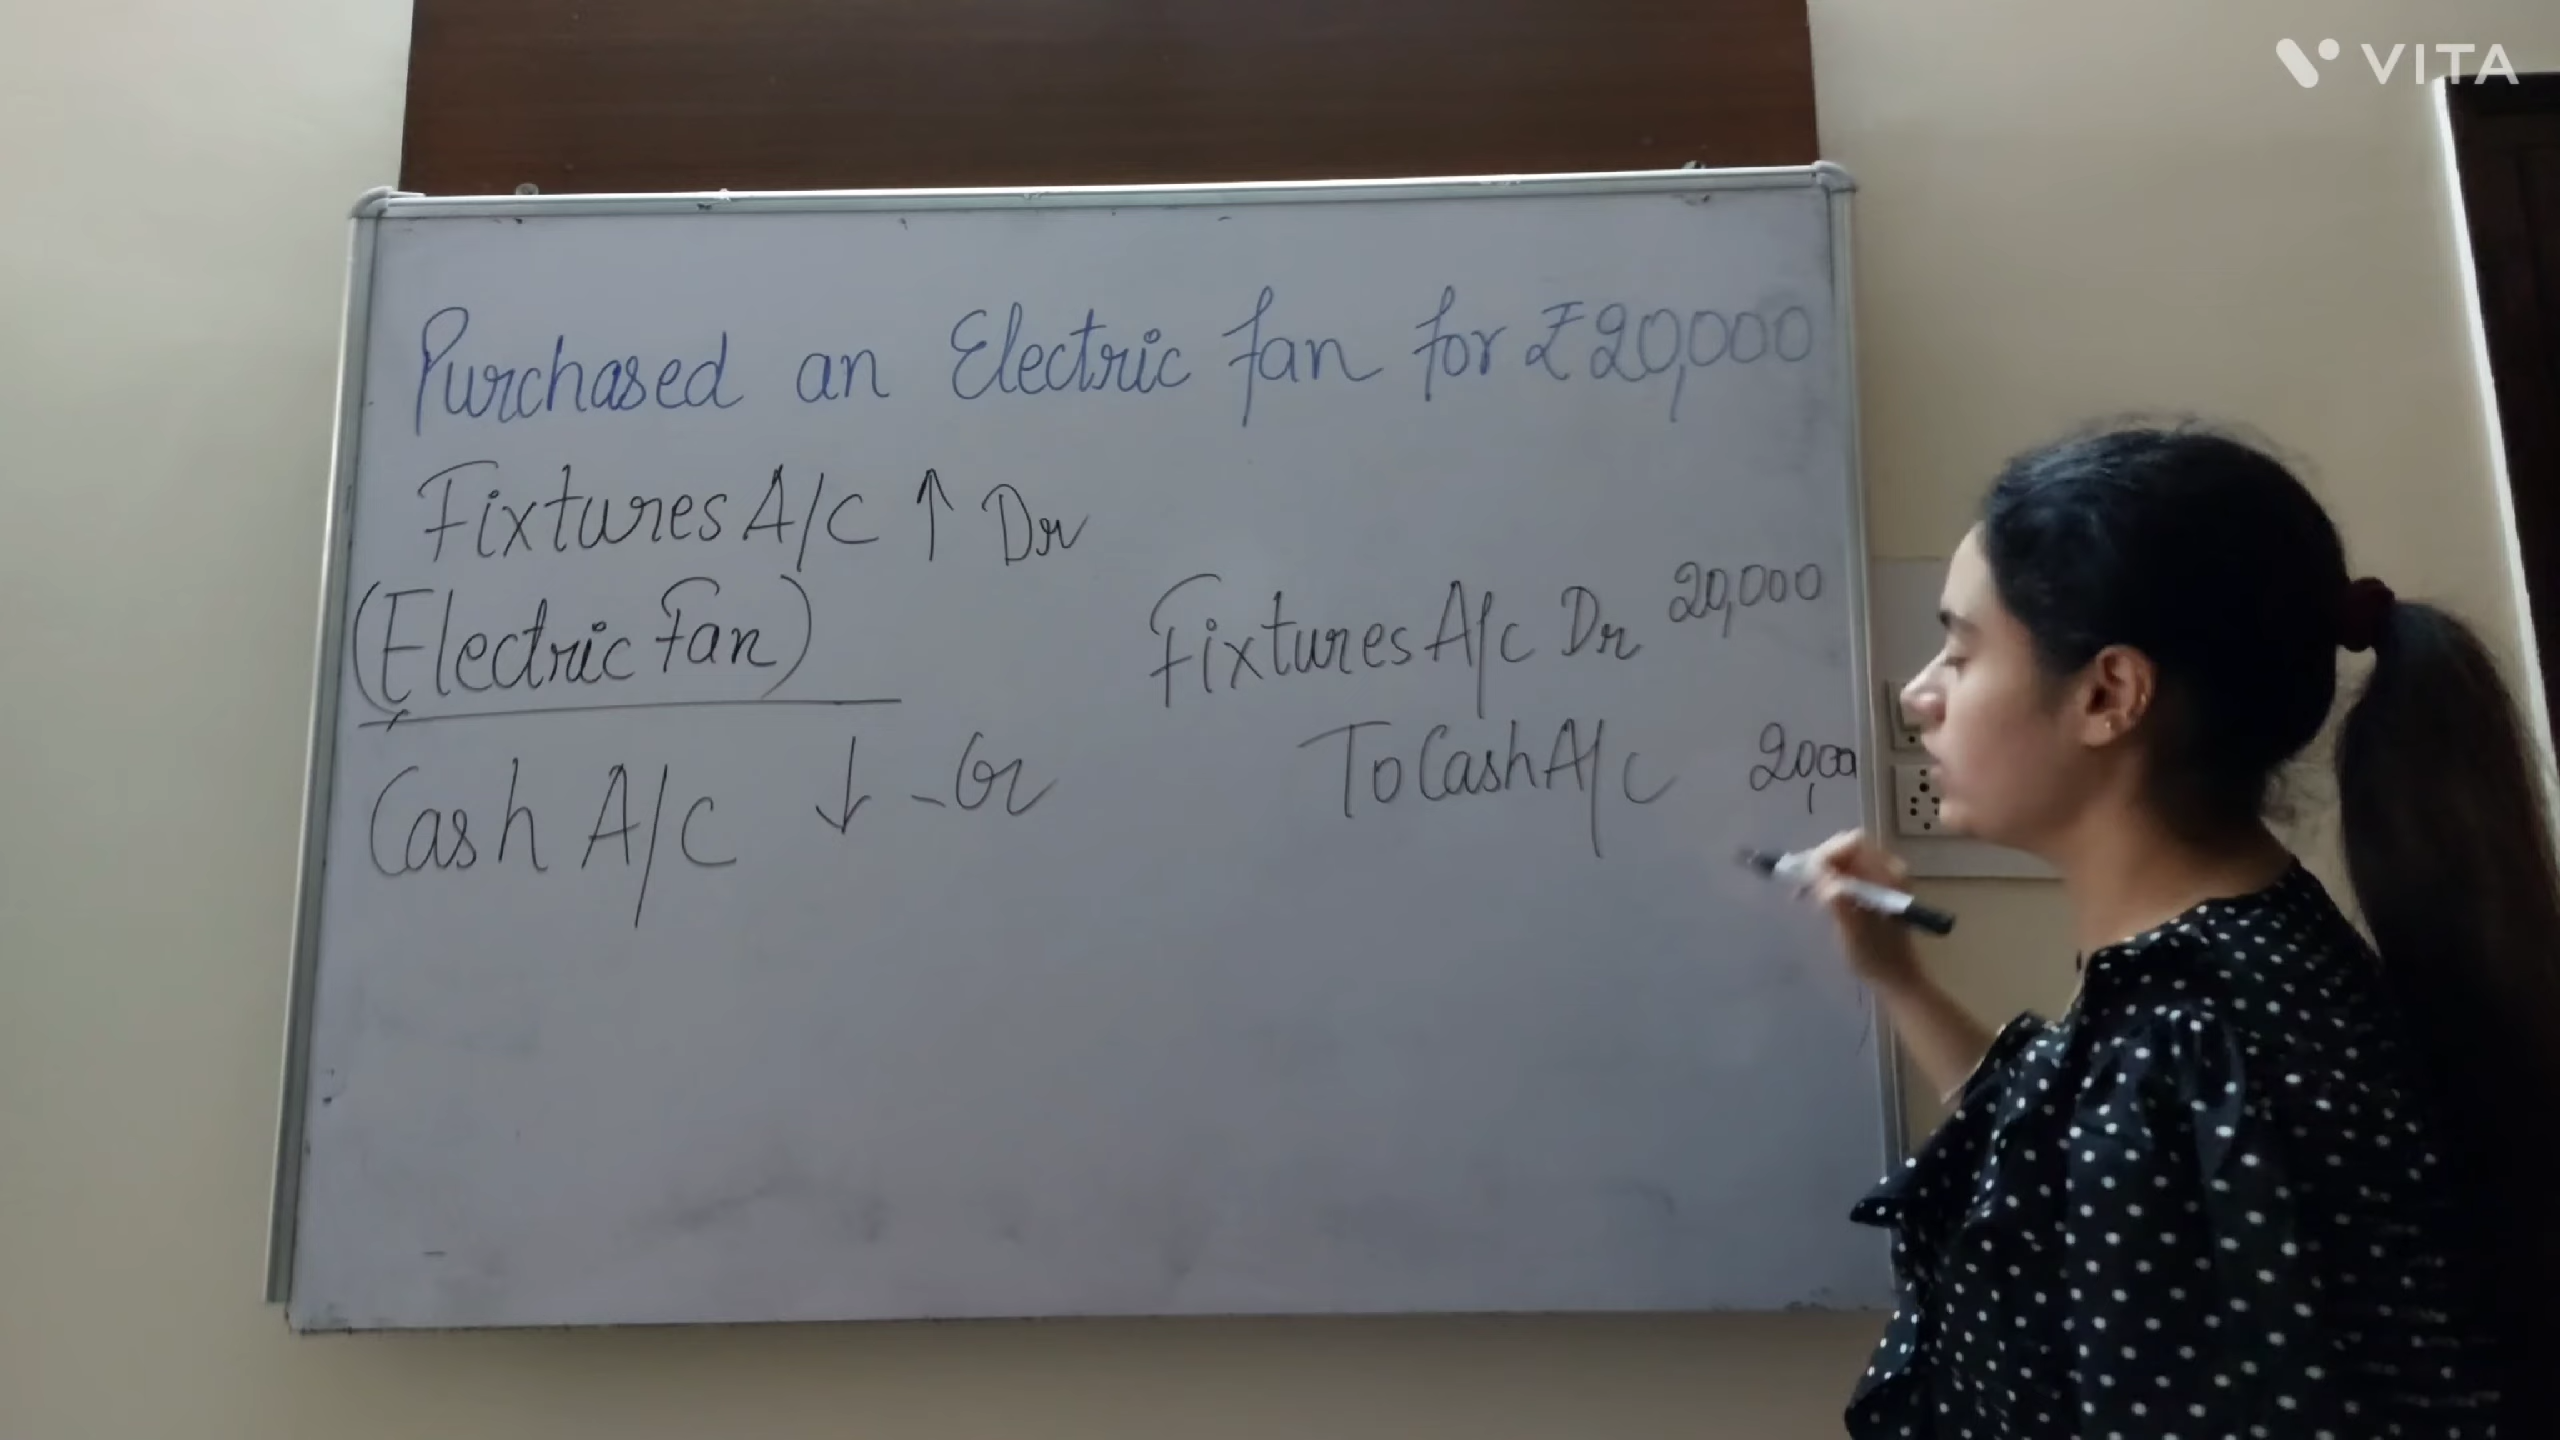 VITA
Purchased an Electric fan for ₹20,000
Fixtures A/C ↑ Dr
(Electric Fan)
Cash A/C ↓ - Cr
Fixtures A/c Dr 20,000
To Cash A/c 20,000